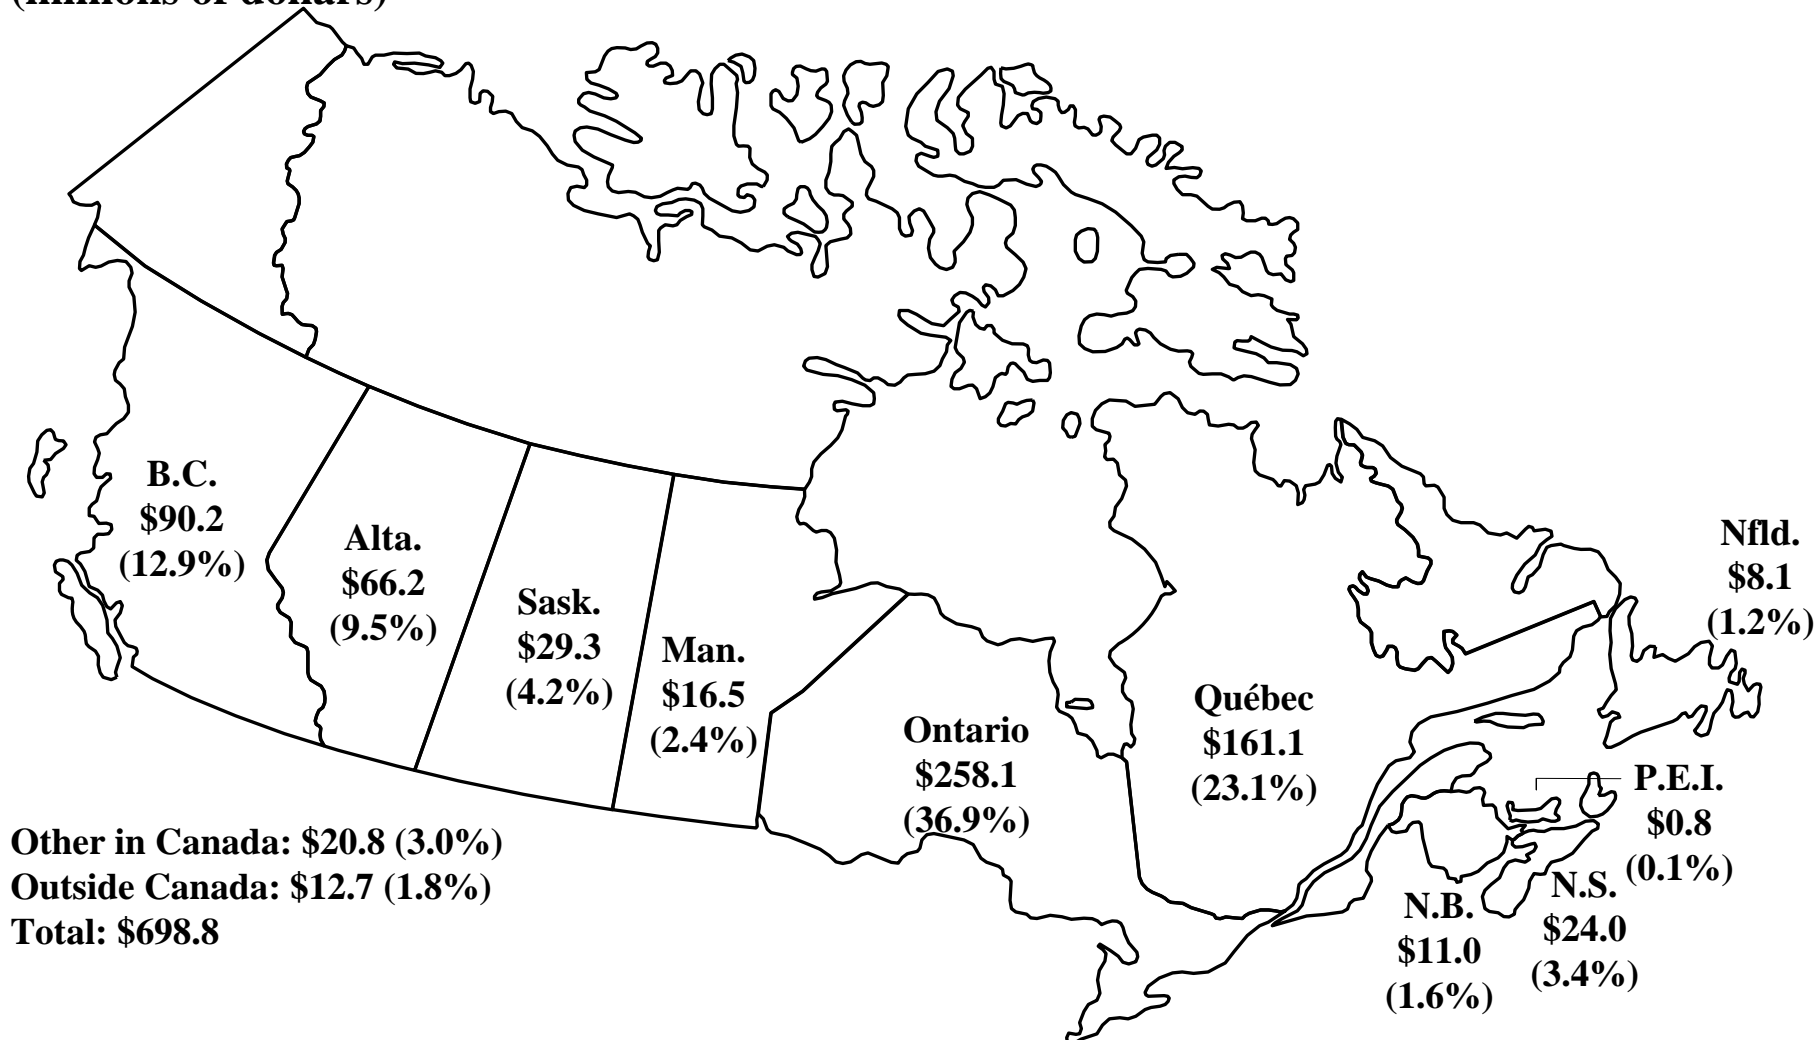 (millions of dollars)
B.C.
$90.2
(12.9%)
Alta.
$66.2
(9.5%)
Sask.
$29.3
(4.2%)
Man.
$16.5
(2.4%)
Ontario
$258.1
(36.9%)
Québec
$161.1
(23.1%)
Nfld.
$8.1
(1.2%)
P.E.I.
$0.8
(0.1%)
N.S.
$24.0
(3.4%)
N.B.
$11.0
(1.6%)
Other in Canada: $20.8 (3.0%)
Outside Canada: $12.7 (1.8%)
Total: $698.8